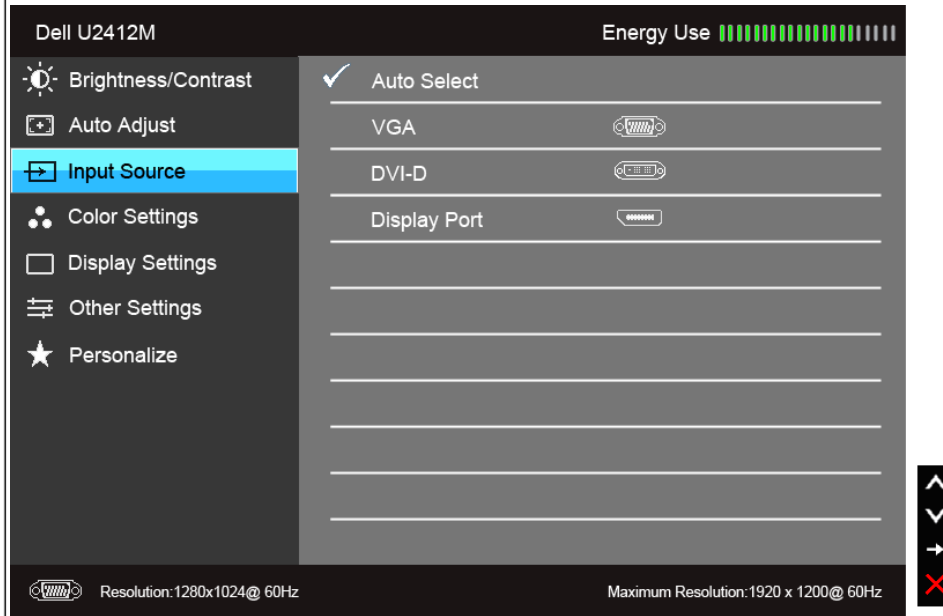 Dell U2412M Energy Use
Brightness/Contrast
Auto Adjust
Input Source
Color Settings
Display Settings
Other Settings
Personalize
Auto Select
VGA
DVI-D
Display Port
Resolution:1280x1024@ 60Hz Maximum Resolution:1920 x 1200@ 60Hz